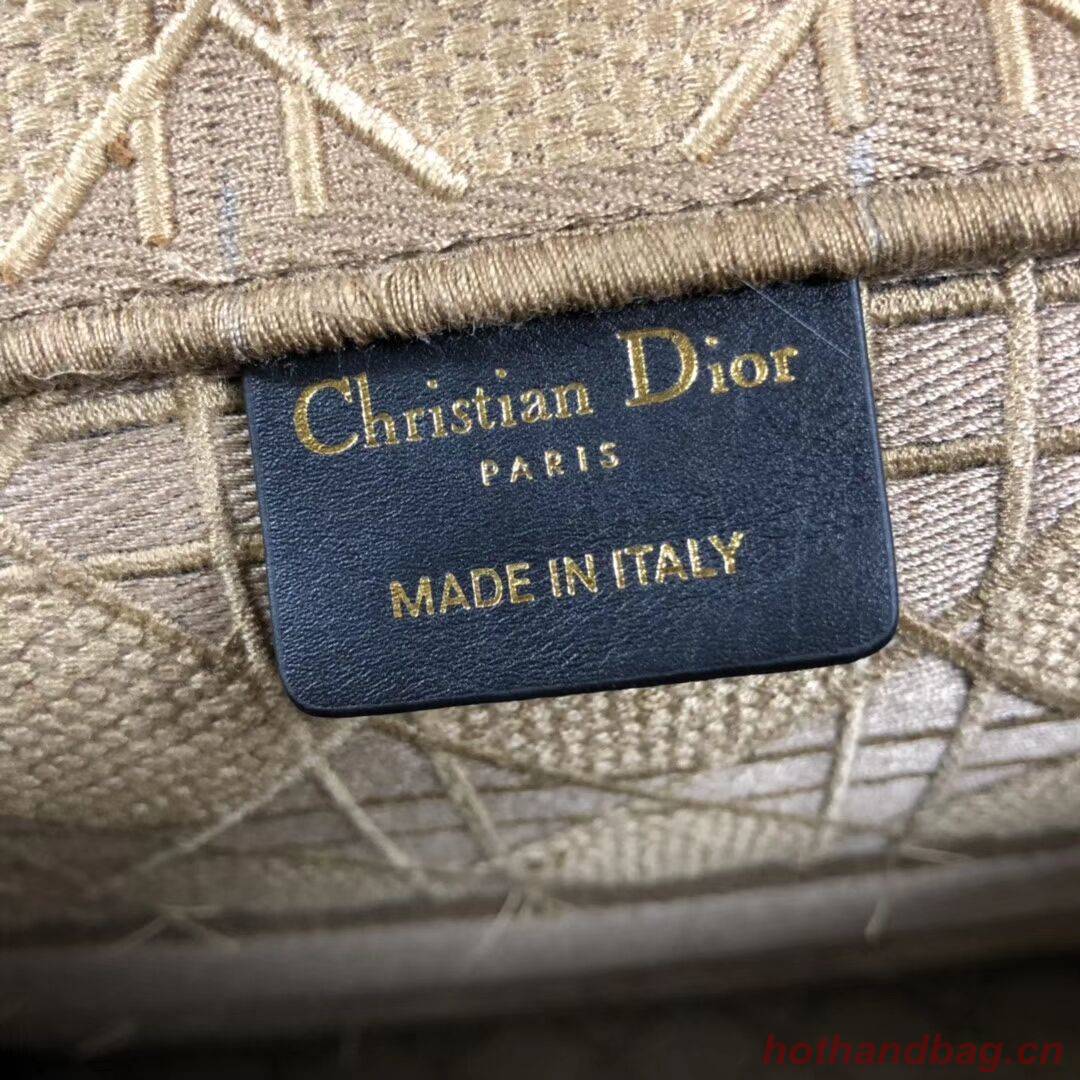 Christian Dior
PARIS
MADE IN ITALY
hothandbag.cn